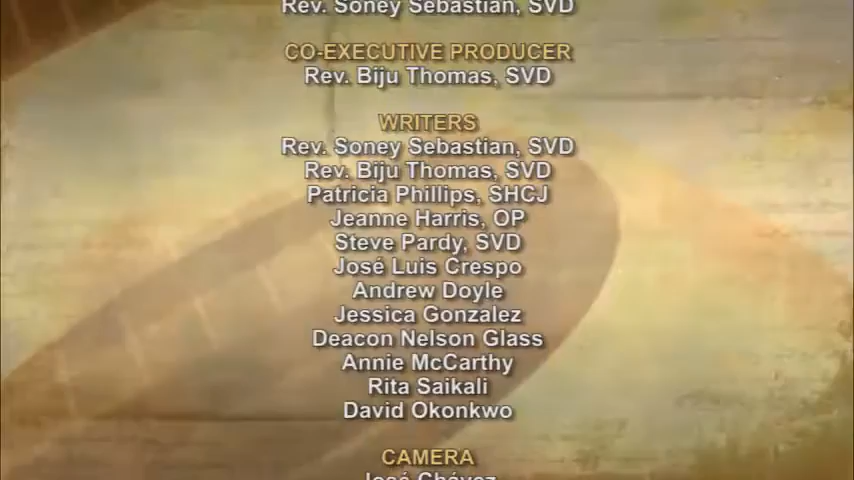 Rev. Soney Sebastian, SVD
CO-EXECUTIVE PRODUCER
Rev. Biju Thomas, SVD
WRITERS
Rev. Soney Sebastian, SVD
Rev. Biju Thomas, SVD
Patricia Phillips, SHCJ
Jeanne Harris, OP
Steve Pardy, SVD
José Luis Crespo
Andrew Doyle
Jessica Gonzalez
Deacon Nelson Glass
Annie McCarthy
Rita Saikali
David Okonkwo
CAMERA
José Chávez